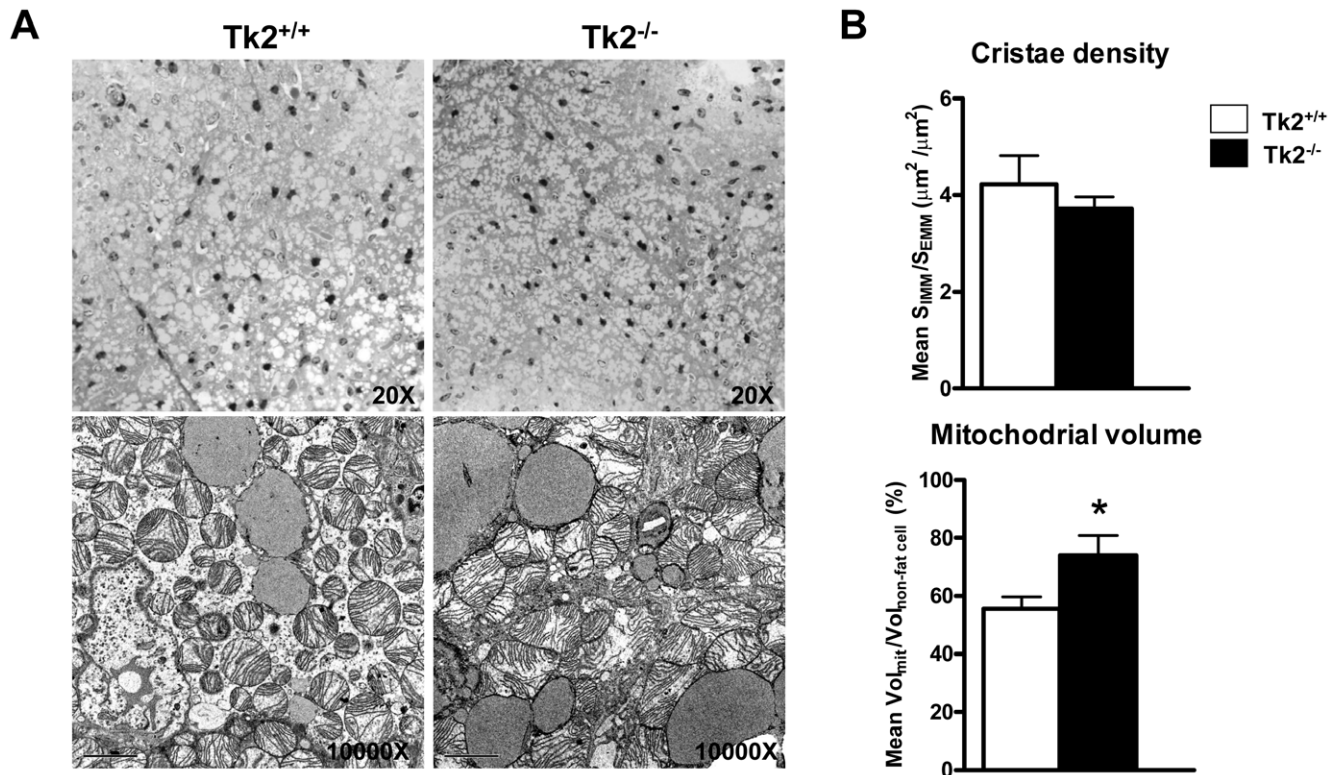 A
Tk2+/+
Tk2-/-
20X
20X
10000X
10000X
B
Cristae density
Mean SIMM/SEMM (µm2 /µm2)
6
4
2
0
Tk2+/+
Tk2-/-
Mitochodrial volume
Mean Volmit/Volnon-fat cell (%)
100
80
60
40
20
0
*